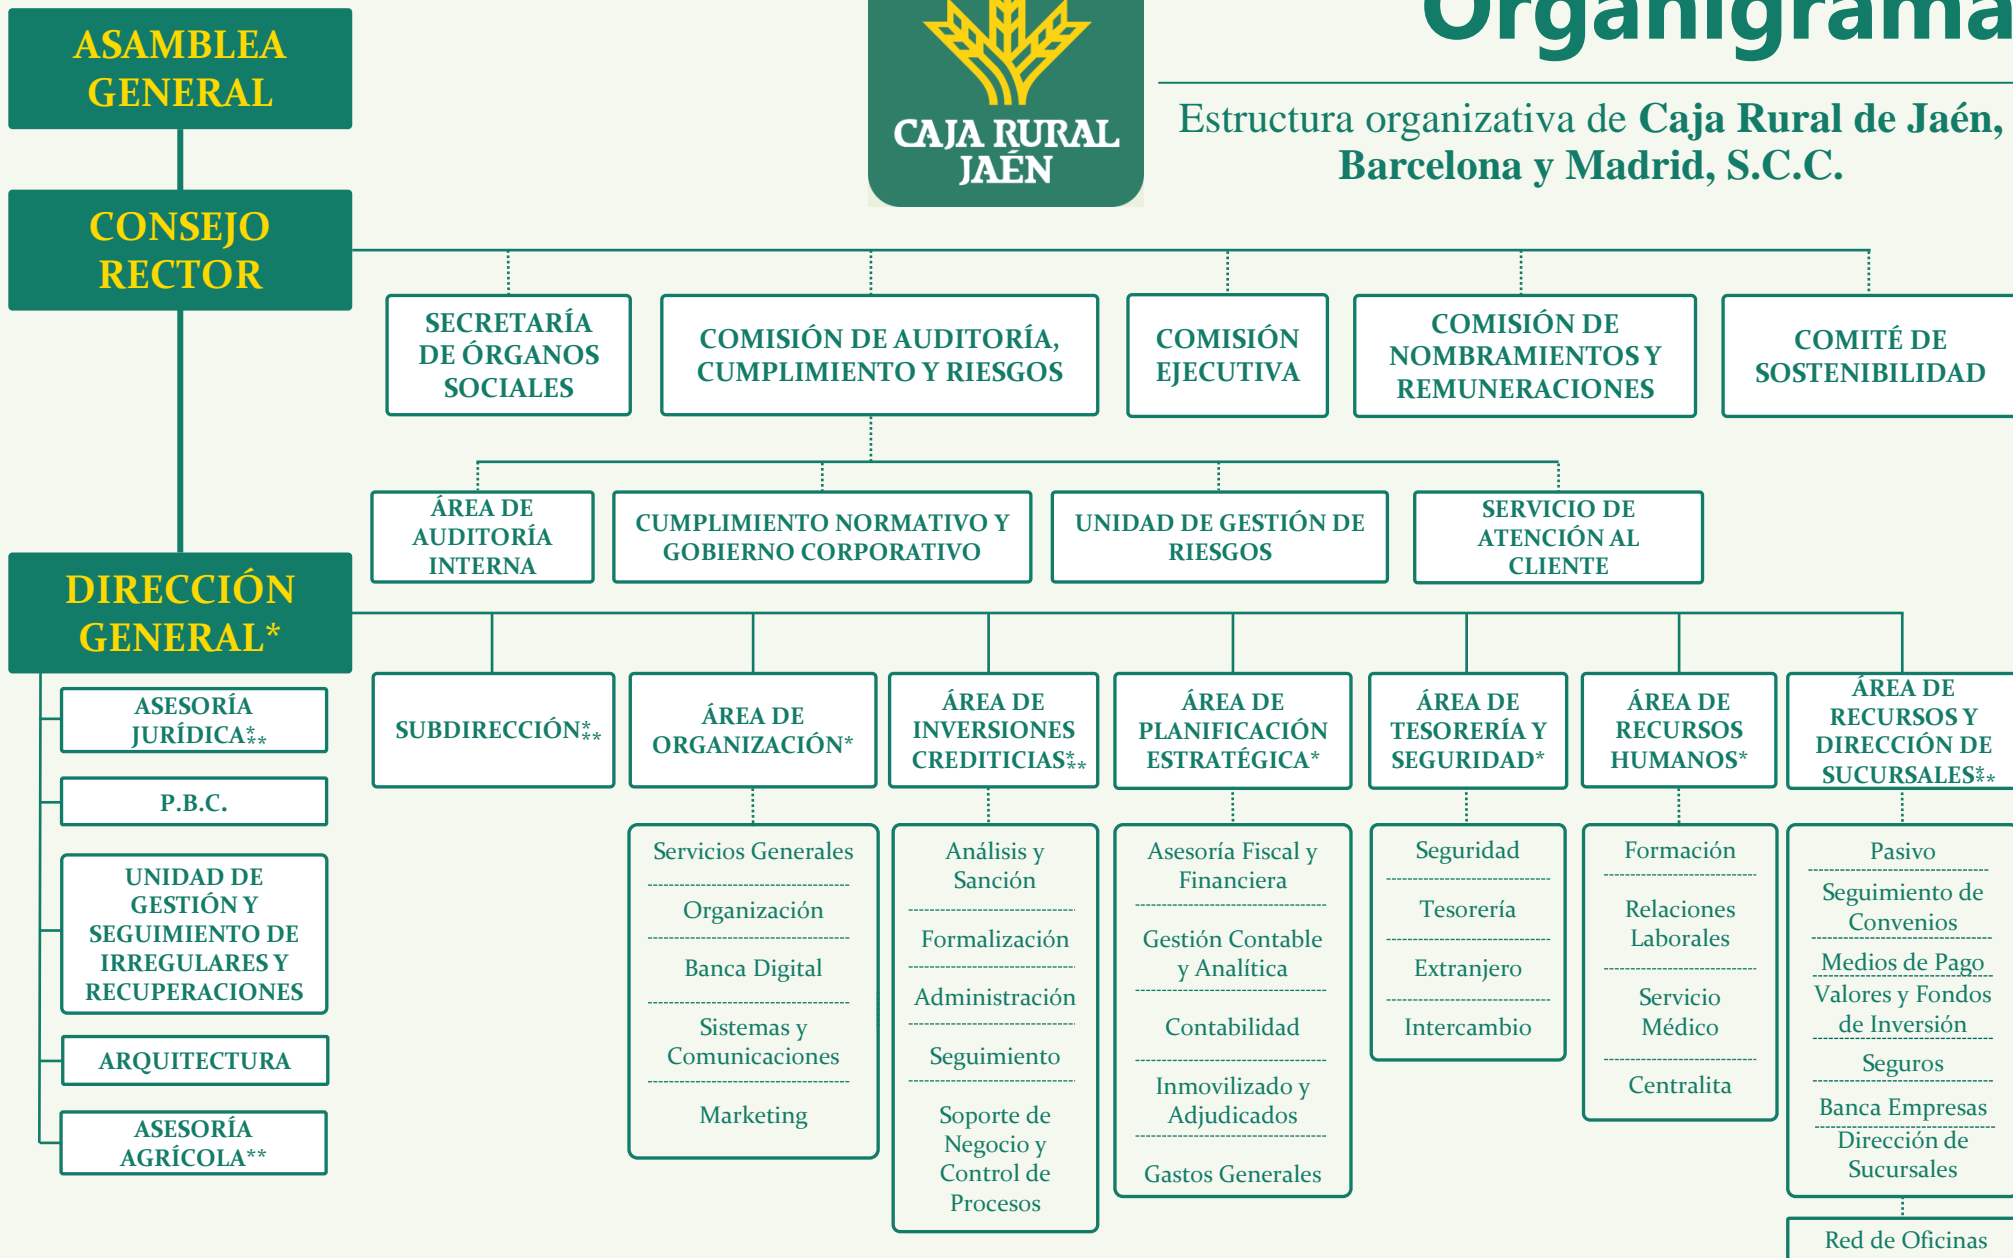 ASAMBLEA
GENERAL
CAJA RURAL
JAÉN
Organigrama
Estructura organizativa de Caja Rural de Jaén,
Barcelona y Madrid, S.C.C.
CONSEJO
RECTOR
SECRETARÍA
DE ÓRGANOS
SOCIALES
COMISIÓN DE AUDITORÍA,
CUMPLIMIENTO Y RIESGOS
COMISIÓN
EJECUTIVA
COMISIÓN DE
NOMBRAMIENTOS Y
REMUNERACIONES
COMITÉ DE
SOSTENIBILIDAD
ÁREA DE
AUDITORÍA
INTERNA
CUMPLIMIENTO NORMATIVO Y
GOBIERNO CORPORATIVO
UNIDAD DE GESTIÓN DE
RIESGOS
SERVICIO DE
ATENCIÓN AL
CLIENTE
DIRECCIÓN
GENERAL*
ASESORÍA
JURÍDICA***
P.B.C.
UNIDAD DE
GESTIÓN Y
SEGUIMIENTO DE
IRREGULARES Y
RECUPERACIONES
ARQUITECTURA
ASESORÍA
AGRÍCOLA**
SUBDIRECCIÓN***
ÁREA DE
ORGANIZACIÓN*
Servicios Generales
Organización
Banca Digital
Sistemas y
Comunicaciones
Marketing
ÁREA DE
INVERSIONES
CREDITICIAS***
Análisis y
Sanción
Formalización
Administración
Seguimiento
Soporte de
Negocio y
Control de
Procesos
ÁREA DE
PLANIFICACIÓN
ESTRATÉGICA*
Asesoría Fiscal y
Financiera
Gestión Contable
y Analítica
Contabilidad
Inmovilizado y
Adjudicados
Gastos Generales
ÁREA DE
TESORERÍA Y
SEGURIDAD*
Seguridad
Tesorería
Extranjero
Intercambio
ÁREA DE
RECURSOS
HUMANOS*
Formación
Relaciones
Laborales
Servicio
Médico
Centralita
ÁREA DE
RECURSOS Y
DIRECCIÓN DE
SUCURSALES***
Pasivo
Seguimiento de
Convenios
Medios de Pago
Valores y Fondos
de Inversión
Seguros
Banca Empresas
Dirección de
Sucursales
Red de Oficinas